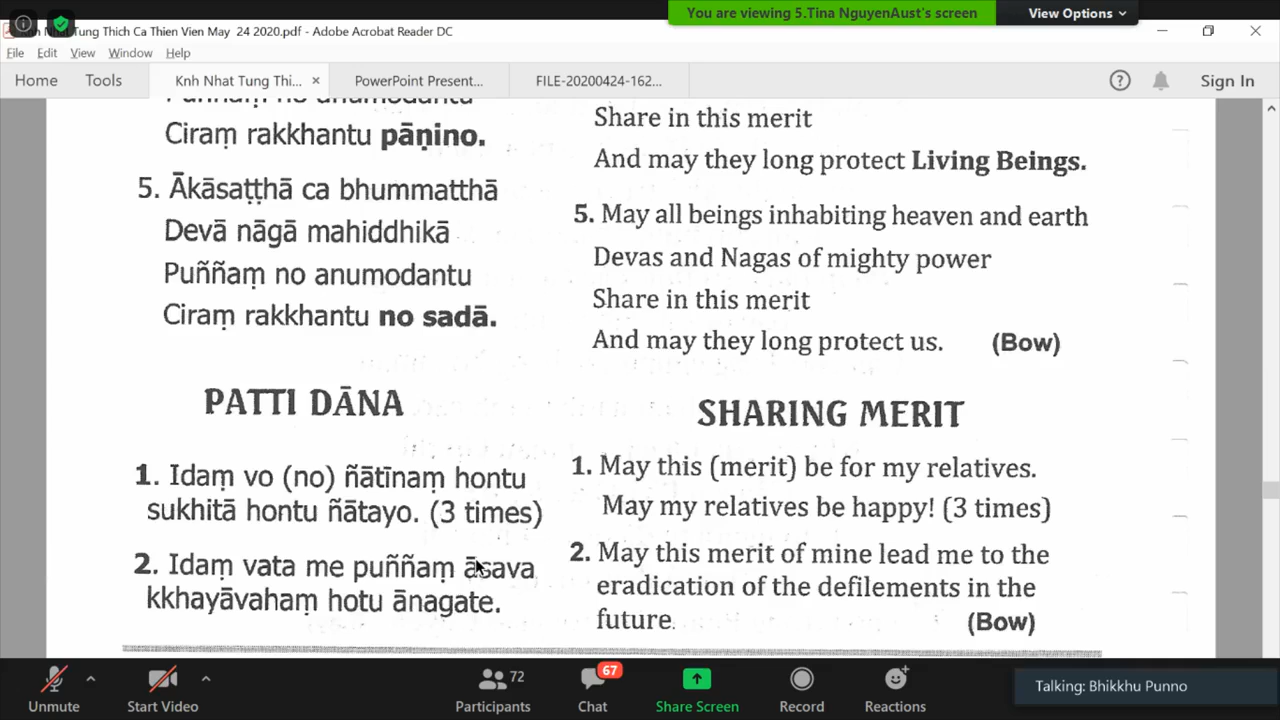 You are viewing 5.Tina NguyenAust's screen
View Options
Nhat Tung Thich Ca Thien Vien May 24 2020.pdf - Adobe Acrobat Reader DC
File Edit View Window Help
Home Tools Knh Nhat Tung Thi... × PowerPoint Present... FILE-20200424-162... Sign In
Puññaṃ no anumodantu
Ciraṃ rakkhantu pāṇino.
5. Ākāsaṭṭhā ca bhummatthā
Devā nāgā mahiddhikā
Puññaṃ no anumodantu
Ciraṃ rakkhantu no sadā.
PATTI DĀNA
1. Idaṃ vo (no) ñātīnaṃ hontu
sukhitā hontu ñātayo. (3 times)
2. Idaṃ vata me puññaṃ āsava
kkhayāvahaṃ hotu ānagate.
Share in this merit
And may they long protect Living Beings.
5. May all beings inhabiting heaven and earth
Devas and Nagas of mighty power
Share in this merit
And may they long protect us. (Bow)
SHARING MERIT
1. May this (merit) be for my relatives.
May my relatives be happy! (3 times)
2. May this merit of mine lead me to the
eradication of the defilements in the
future. (Bow)
Unmute Start Video Participants 72 Chat 67 Share Screen Record Reactions
Talking: Bhikkhu Punno